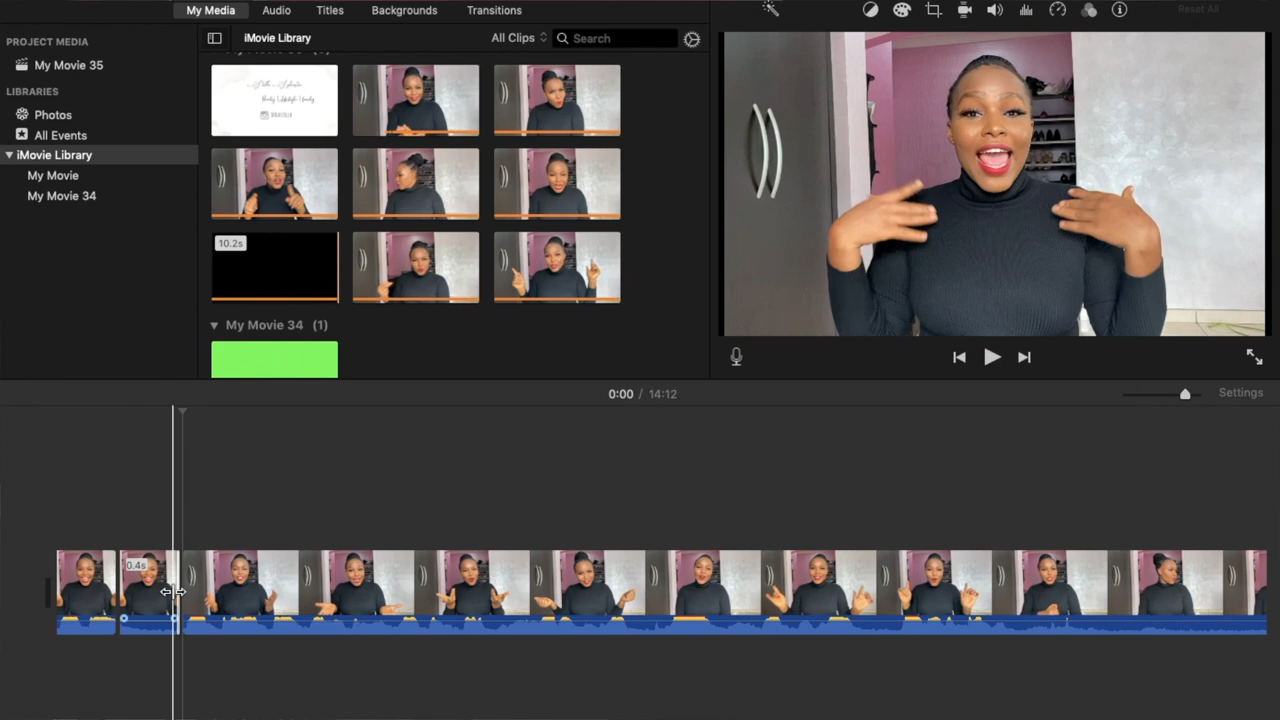 My Media
Audio
Titles
Backgrounds
Transitions
Reset All
PROJECT MEDIA
My Movie 35
LIBRARIES
Photos
All Events
iMovie Library
My Movie
My Movie 34
iMovie Library
All Clips
Search
10.2s
My Movie 34 (1)
0:00 / 14:12
Settings
0.4s